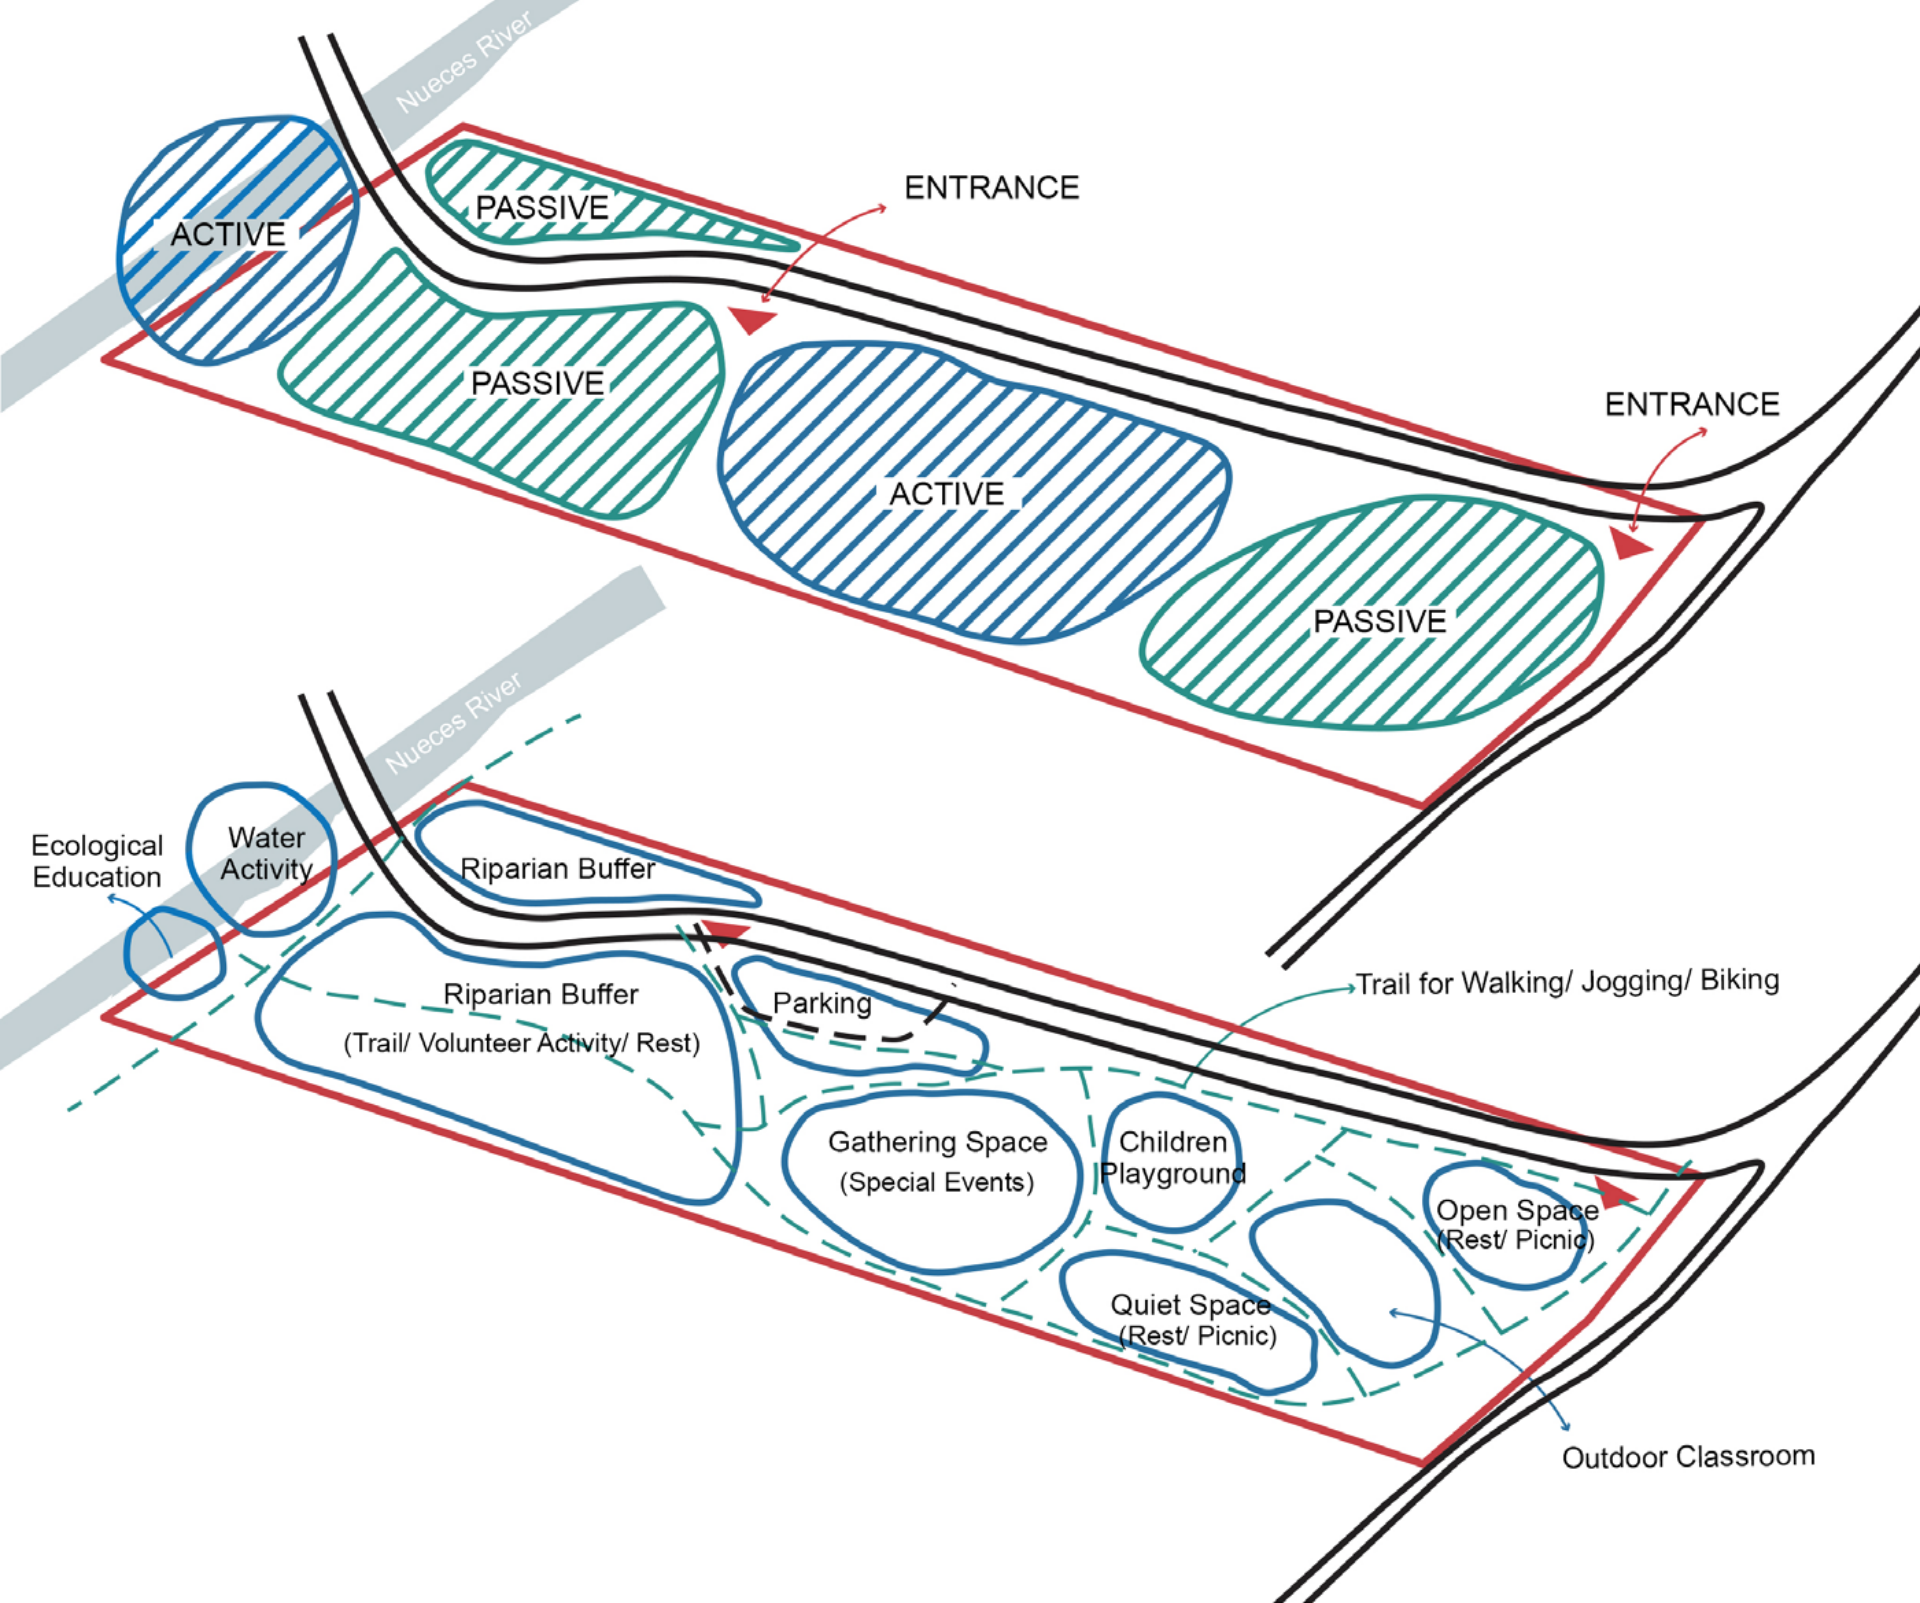 Nueces River
PASSIVE
ENTRANCE
ACTIVE
PASSIVE
ENTRANCE
ACTIVE
PASSIVE
Nueces River
Ecological
Education
Water
Activity
Riparian Buffer
Riparian Buffer
(Trail/ Volunteer Activity/ Rest)
Parking
Trail for Walking/ Jogging/ Biking
Gathering Space
(Special Events)
Children
Playground
Open Space
(Rest/ Picnic)
Quiet Space
(Rest/ Picnic)
Outdoor Classroom